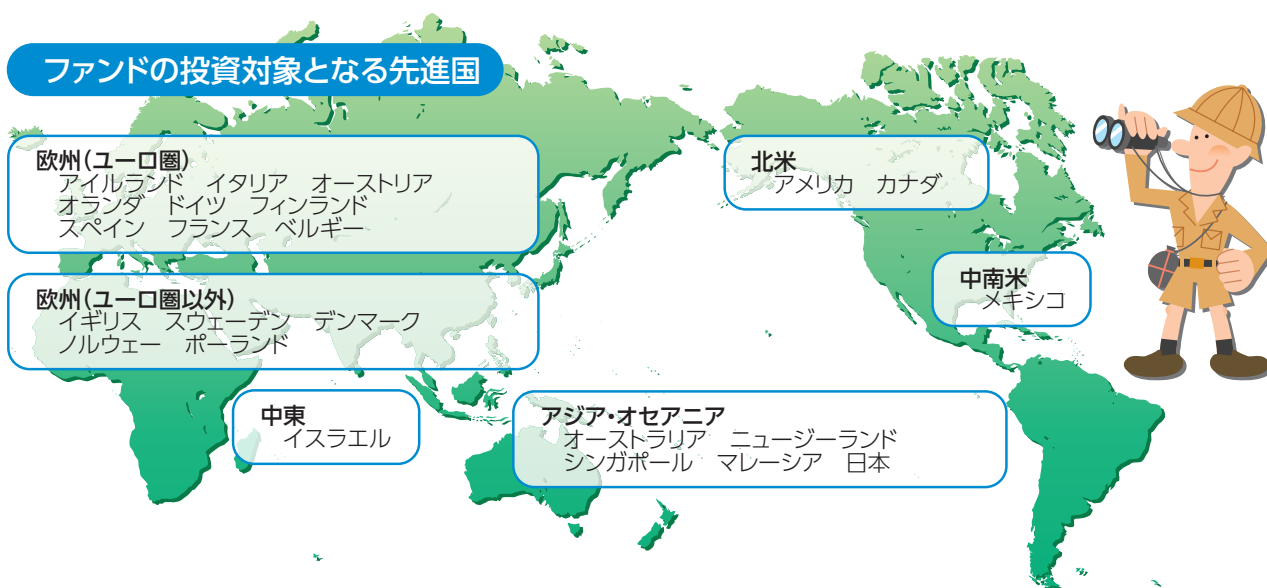 ファンドの投資対象となる先進国
欧州(ユーロ圏)
アイルランド イタリア オーストリア
オランダ ドイツ フィンランド
スペイン フランス ベルギー
欧州(ユーロ圏以外)
イギリス スウェーデン デンマーク
ノルウェー ポーランド
中東
イスラエル
アジア・オセアニア
オーストラリア ニュージーランド
シンガポール マレーシア 日本
北米
アメリカ カナダ
中南米
メキシコ